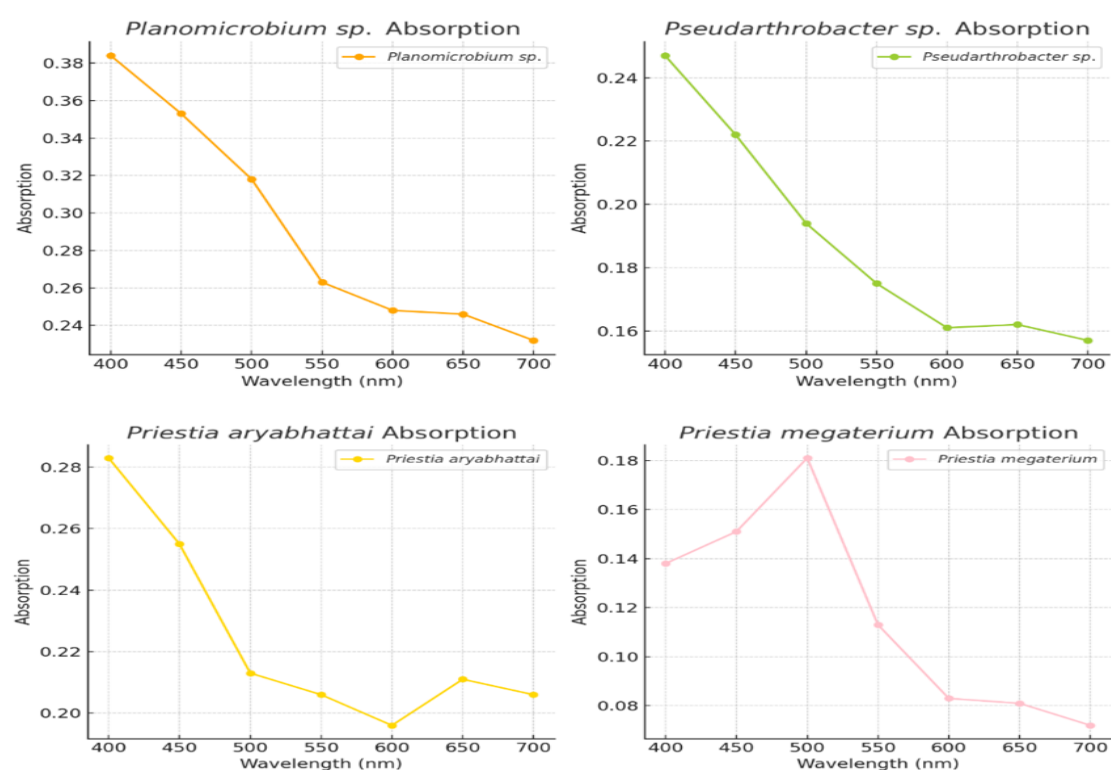 Planomicrobium sp. Absorption
Planomicrobium sp.
0.38
0.36
0.34
0.32
0.30
0.28
0.26
0.24
Absorption
400 450 500 550 600 650 700
Wavelength (nm)
Pseudarthrobacter sp. Absorption
Pseudarthrobacter sp.
0.24
0.22
0.20
0.18
0.16
Absorption
400 450 500 550 600 650 700
Wavelength (nm)
Priestia aryabhattai Absorption
Priestia aryabhattai
0.28
0.26
0.24
0.22
0.20
Absorption
400 450 500 550 600 650 700
Wavelength (nm)
Priestia megaterium Absorption
Priestia megaterium
0.18
0.16
0.14
0.12
0.10
0.08
Absorption
400 450 500 550 600 650 700
Wavelength (nm)